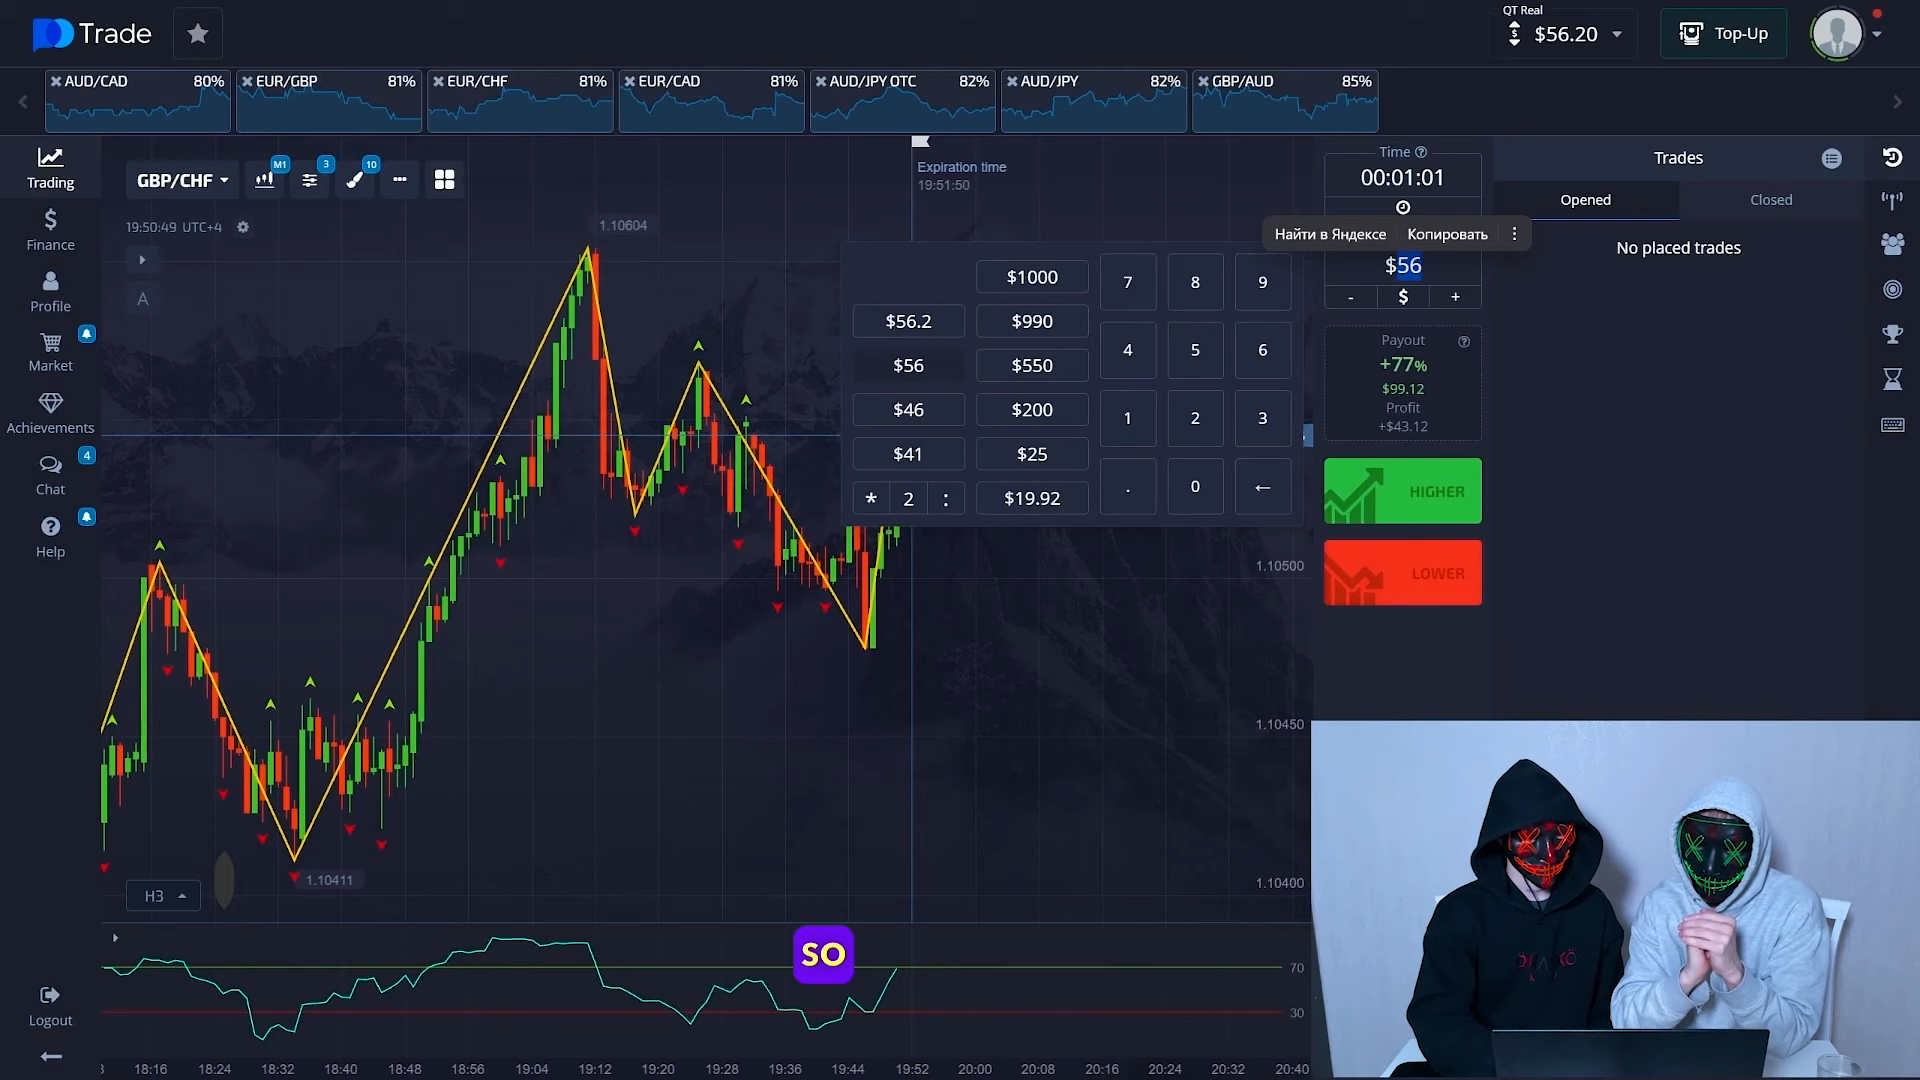 Trade
QT Real
$56.20
Top-Up
AUD/CAD 80%
EUR/GBP 81%
EUR/CHF 81%
EUR/CAD 81%
AUD/JPY OTC 82%
AUD/JPY 82%
GBP/AUD 85%
Trading
Finance
Profile
Market
Achievements
4
Chat
Help
Logout
GBP/CHF
M1
3
10
19:50:49 UTC+4
A
Expiration time
19:51:50
1.10604
1.10411
H3
1.10500
1.10450
1.10400
$1000
$56.2
$990
$56
$550
$46
$200
$41
$25
* 2 :
$19.92
7 8 9
4 5 6
1 2 3
. 0 ←
Time
00:01:01
Найти в Яндексе Копировать
$56
- $ +
Payout
+77%
$99.12
Profit
+$43.12
HIGHER
LOWER
Trades
Opened Closed
No placed trades
SO
70
30
18:16 18:24 18:32 18:40 18:48 18:56 19:04 19:12 19:20 19:28 19:36 19:44 19:52 20:00 20:08 20:16 20:24 20:32 20:40